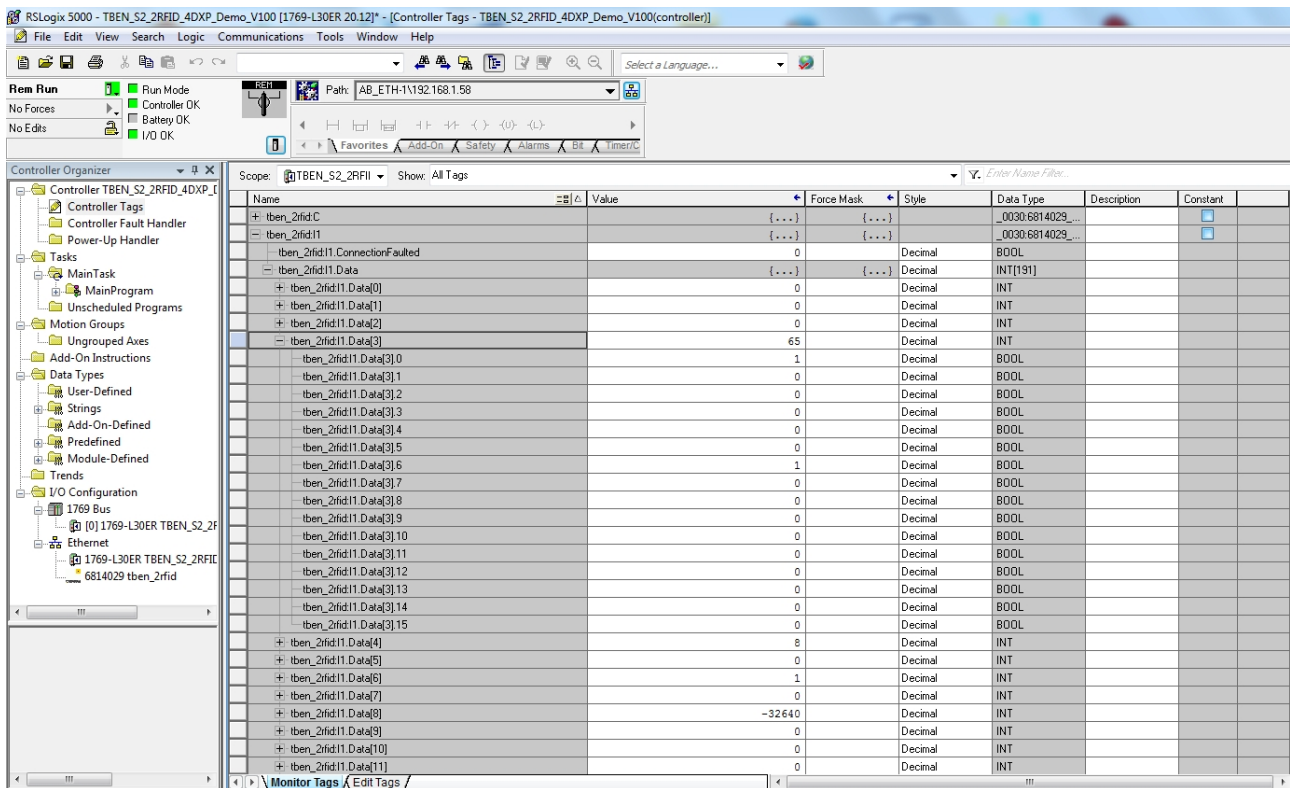 RSLogix 5000 - TBEN_S2_2RFID_4DXP_Demo_V100 [1769-L30ER 20.12]* - [Controller Tags - TBEN_S2_2RFID_4DXP_Demo_V100(controller)]
File Edit View Search Logic Communications Tools Window Help
Select a Language...
Rem Run
No Forces
No Edits
Run Mode
Controller OK
Battery OK
I/O OK
REM
Path: AB_ETH-1\192.168.1.58
Favorites Add-On Safety Alarms Bit Timer/C
Controller Organizer
Controller TBEN_S2_2RFID_4DXP_D
Controller Tags
Controller Fault Handler
Power-Up Handler
Tasks
MainTask
MainProgram
Unscheduled Programs
Motion Groups
Ungrouped Axes
Add-On Instructions
Data Types
User-Defined
Strings
Add-On-Defined
Predefined
Module-Defined
Trends
I/O Configuration
1769 Bus
[0] 1769-L30ER TBEN_S2_2F
Ethernet
1769-L30ER TBEN_S2_2RFID
6814029 tben_2rfid
Scope: TBEN_S2_2RFII Show: All Tags Enter Name Filter...
Name Value Force Mask Style Data Type Description Constant
tben_2rfid:C {...} {...} _0030:6814029_...
tben_2rfid:I1 {...} {...} _0030:6814029_...
tben_2rfid:I1.ConnectionFaulted 0 Decimal BOOL
tben_2rfid:I1.Data {...} {...} Decimal INT[191]
tben_2rfid:I1.Data[0] 0 Decimal INT
tben_2rfid:I1.Data[1] 0 Decimal INT
tben_2rfid:I1.Data[2] 0 Decimal INT
tben_2rfid:I1.Data[3] 65 Decimal INT
tben_2rfid:I1.Data[3].0 1 Decimal BOOL
tben_2rfid:I1.Data[3].1 0 Decimal BOOL
tben_2rfid:I1.Data[3].2 0 Decimal BOOL
tben_2rfid:I1.Data[3].3 0 Decimal BOOL
tben_2rfid:I1.Data[3].4 0 Decimal BOOL
tben_2rfid:I1.Data[3].5 0 Decimal BOOL
tben_2rfid:I1.Data[3].6 1 Decimal BOOL
tben_2rfid:I1.Data[3].7 0 Decimal BOOL
tben_2rfid:I1.Data[3].8 0 Decimal BOOL
tben_2rfid:I1.Data[3].9 0 Decimal BOOL
tben_2rfid:I1.Data[3].10 0 Decimal BOOL
tben_2rfid:I1.Data[3].11 0 Decimal BOOL
tben_2rfid:I1.Data[3].12 0 Decimal BOOL
tben_2rfid:I1.Data[3].13 0 Decimal BOOL
tben_2rfid:I1.Data[3].14 0 Decimal BOOL
tben_2rfid:I1.Data[3].15 0 Decimal BOOL
tben_2rfid:I1.Data[4] 8 Decimal INT
tben_2rfid:I1.Data[5] 0 Decimal INT
tben_2rfid:I1.Data[6] 1 Decimal INT
tben_2rfid:I1.Data[7] 0 Decimal INT
tben_2rfid:I1.Data[8] -32640 Decimal INT
tben_2rfid:I1.Data[9] 0 Decimal INT
tben_2rfid:I1.Data[10] 0 Decimal INT
tben_2rfid:I1.Data[11] 0 Decimal INT
Monitor Tags Edit Tags